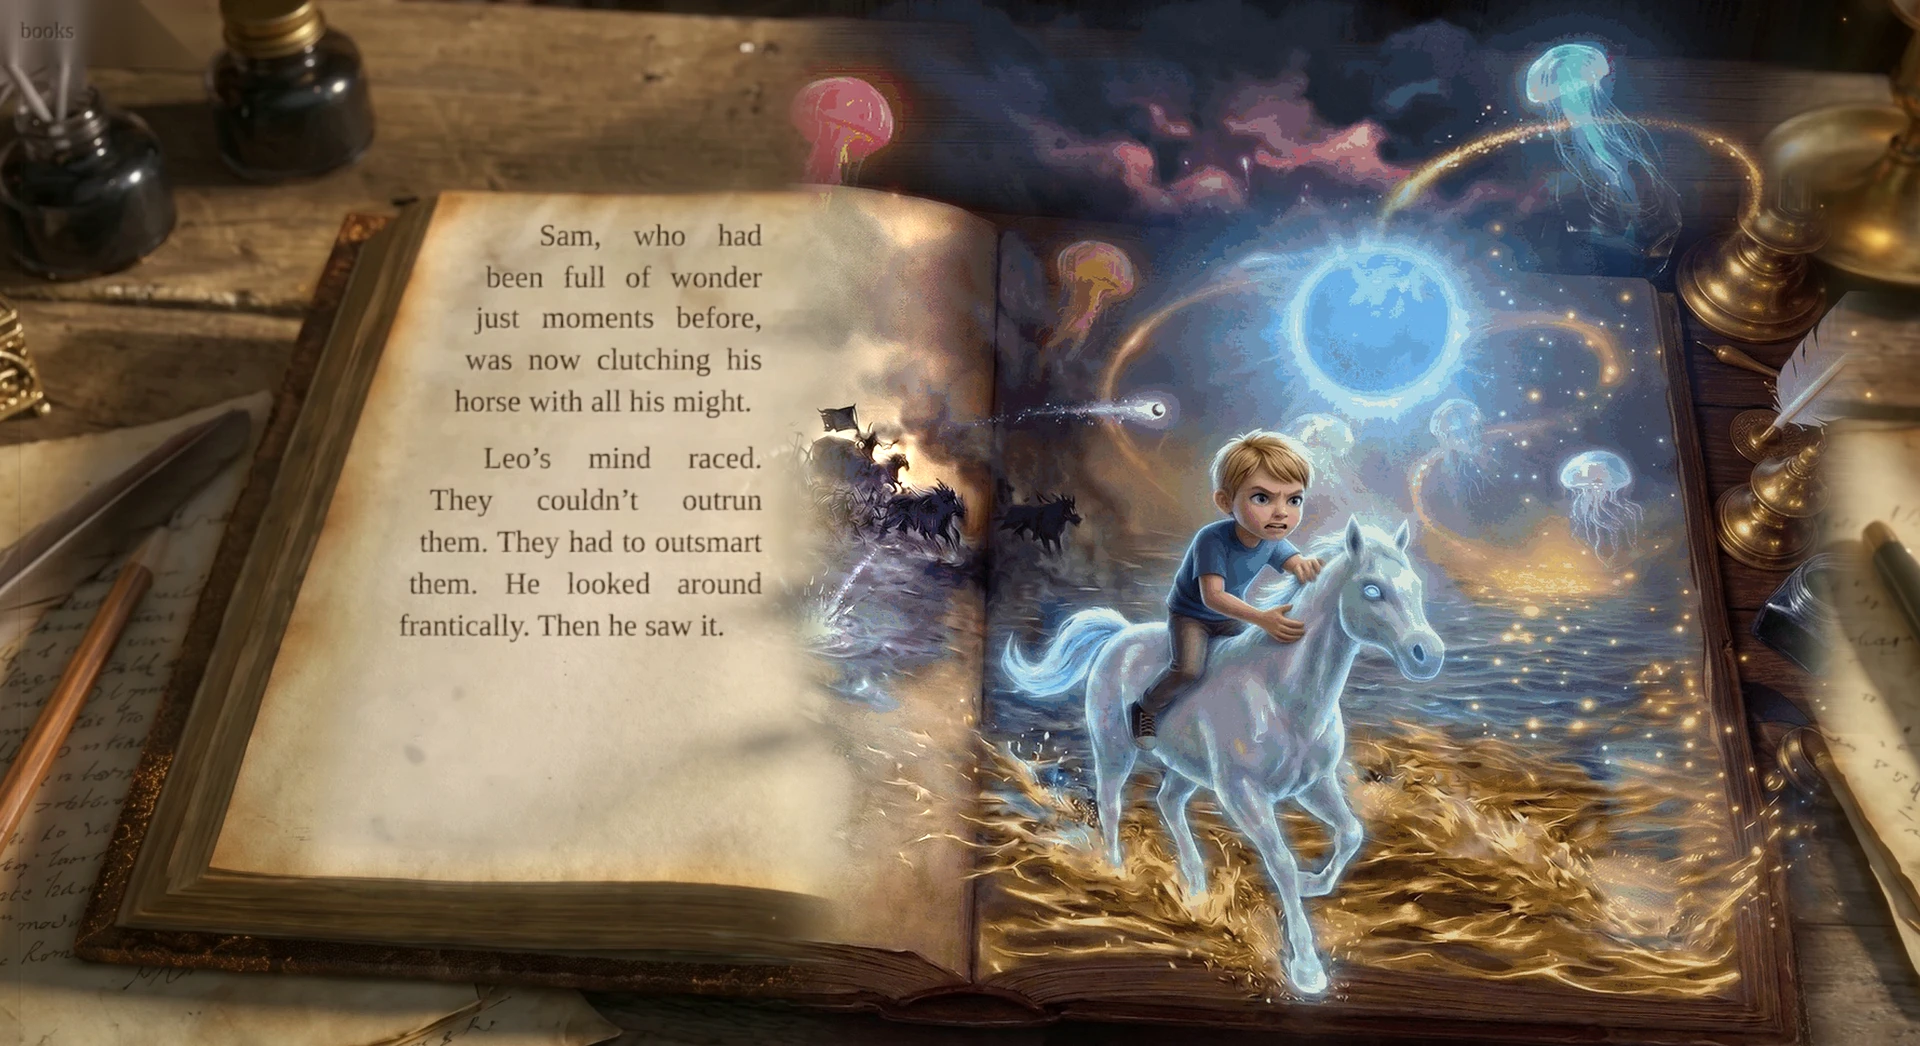 books
Sam, who had
been full of wonder
just moments before,
was now clutching his
horse with all his might.
Leo’s mind raced.
They couldn’t outrun
them. They had to outsmart
them. He looked around
frantically. Then he saw it.